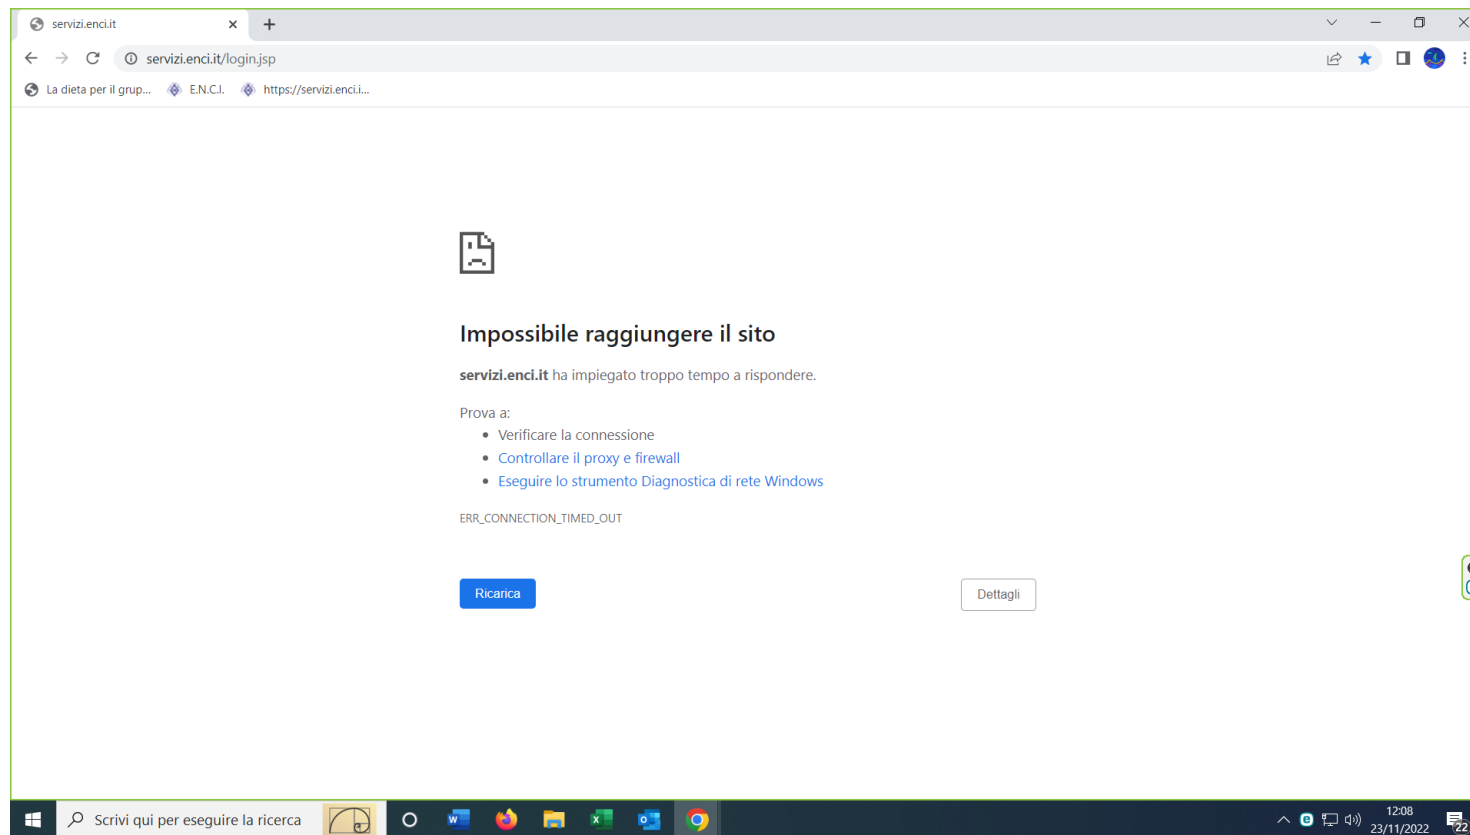 servizi.enci.it
servizi.enci.it/login.jsp
La dieta per il grup...
E.N.C.I.
https://servizi.enci.i...
Impossibile raggiungere il sito
servizi.enci.it ha impiegato troppo tempo a rispondere.
Prova a:
Verificare la connessione
Controllare il proxy e firewall
Eseguire lo strumento Diagnostica di rete Windows
ERR_CONNECTION_TIMED_OUT
Ricarica
Dettagli
Scrivi qui per eseguire la ricerca
12:08
23/11/2022
22